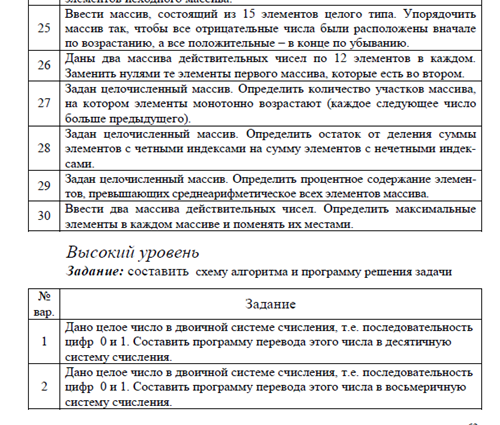 элементов исходного массива.
25
Ввести массив, состоящий из 15 элементов целого типа. Упорядочить
массив так, чтобы все отрицательные числа были расположены вначале
по возрастанию, а все положительные – в конце по убыванию.
26
Даны два массива действительных чисел по 12 элементов в каждом.
Заменить нулями те элементы первого массива, которые есть во втором.
27
Задан целочисленный массив. Определить количество участков массива,
на котором элементы монотонно возрастают (каждое следующее число
больше предыдущего).
28
Задан целочисленный массив. Определить остаток от деления суммы
элементов с четными индексами на сумму элементов с нечетными индек-
сами.
29
Задан целочисленный массив. Определить процентное содержание элемен-
тов, превышающих среднеарифметическое всех элементов массива.
30
Ввести два массива действительных чисел. Определить максимальные
элементы в каждом массиве и поменять их местами.
Высокий уровень
Задание: составить схему алгоритма и программу решения задачи
№
вар.
Задание
1
Дано целое число в двоичной системе счисления, т.е. последовательность
цифр 0 и 1. Составить программу перевода этого числа в десятичную
систему счисления.
2
Дано целое число в двоичной системе счисления, т.е. последовательность
цифр 0 и 1. Составить программу перевода этого числа в восьмеричную
систему счисления.